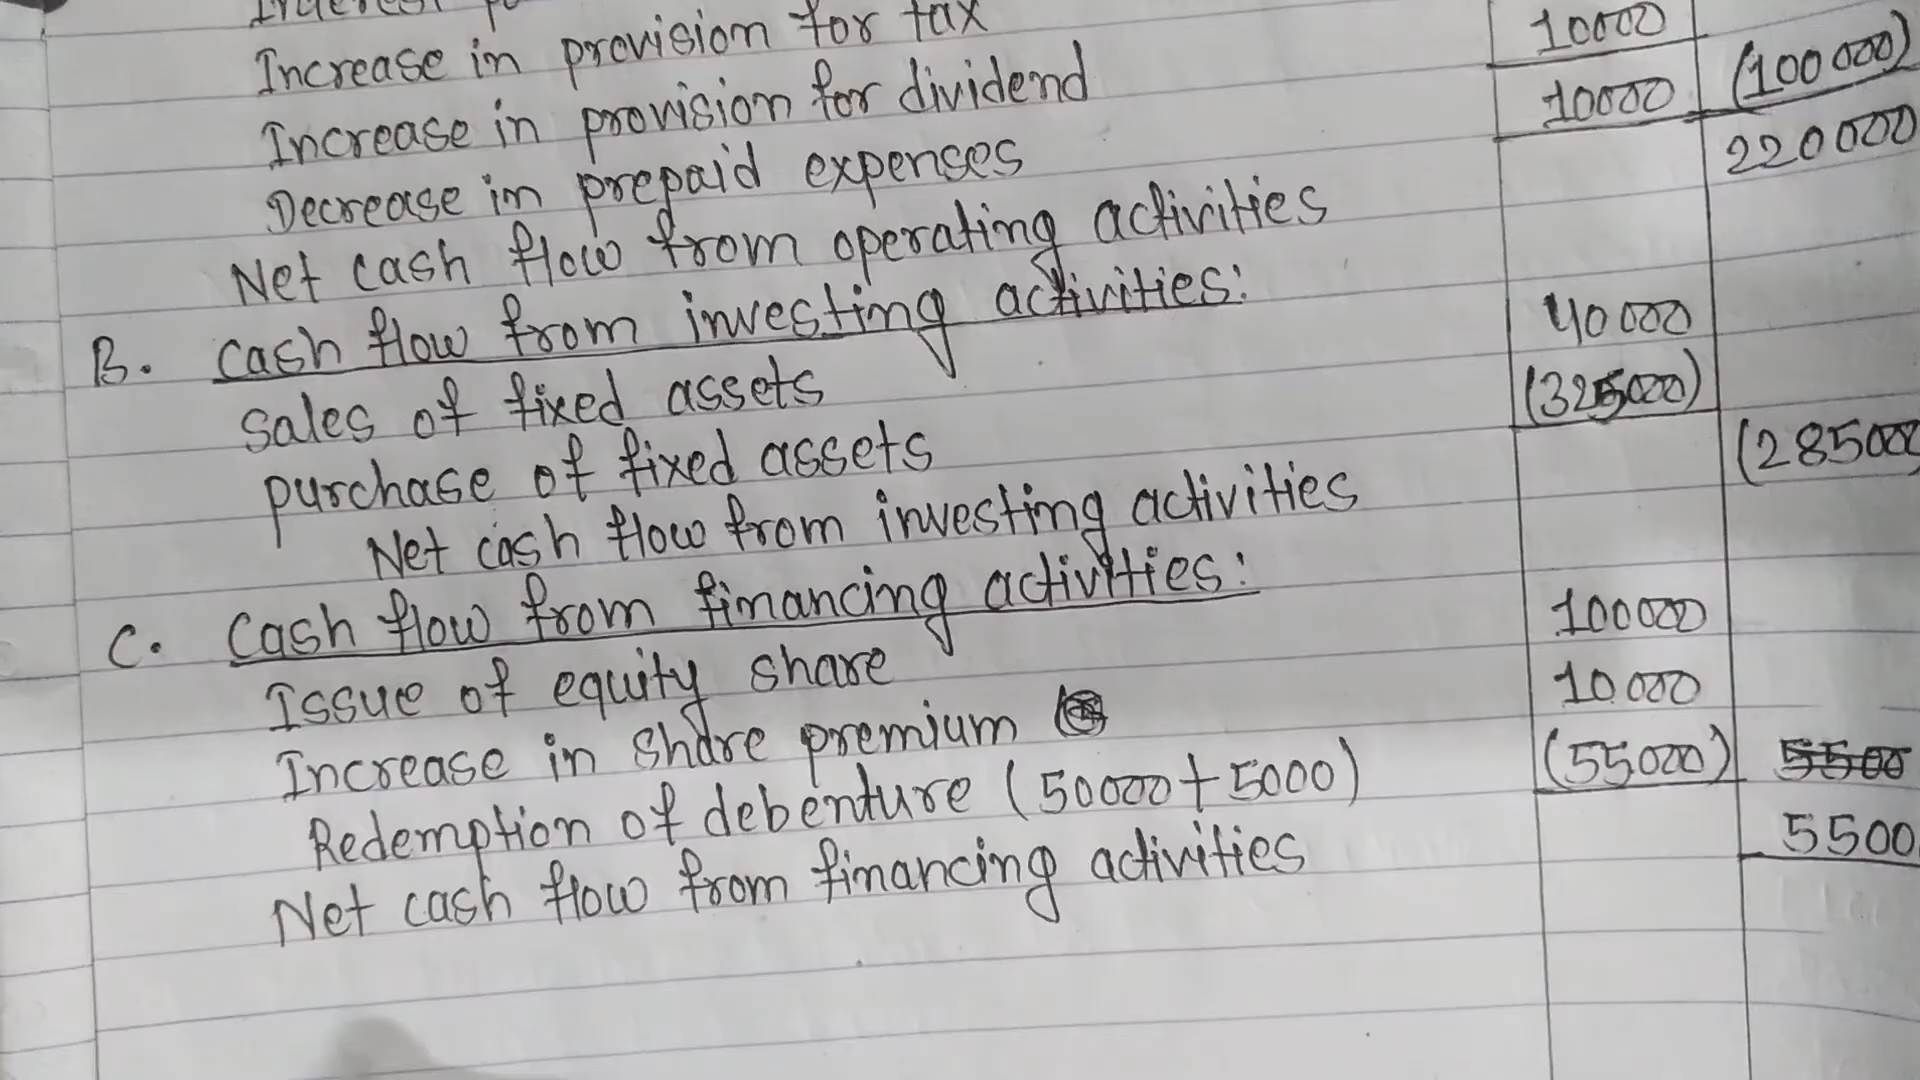 Increase in provision for tax 10000
Increase in provision for dividend 10000 (100000)
Decrease in prepaid expenses 220000
Net cash flow from operating activities
B. Cash flow from investing activities:
Sales of fixed assets 40000
purchase of fixed assets (325000)
Net cash flow from investing activities (285000
C. Cash flow from financing activities:
Issue of equity share 100000
Increase in share premium 10000
Redemption of debenture (50000+5000) (55000) 5500
Net cash flow from financing activities 5500